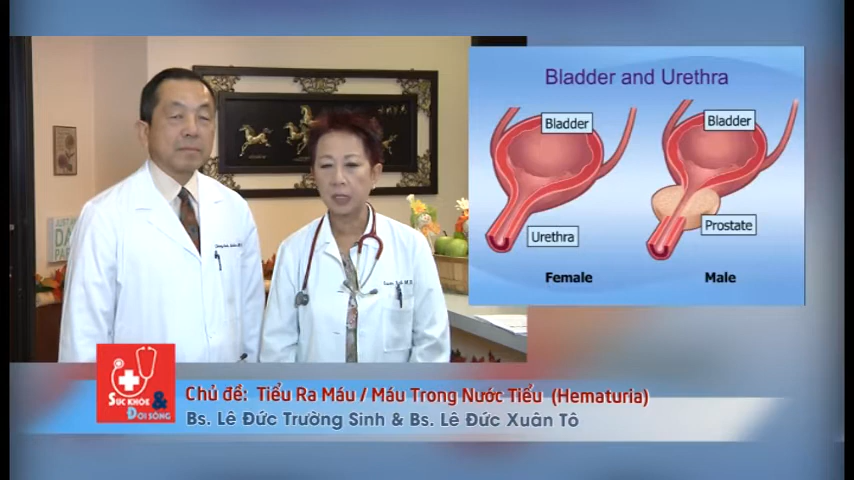 Bladder and Urethra
Bladder
Bladder
Urethra
Prostate
Female
Male
SỨC KHỎE
&
ĐỜI SỐNG
Chủ đề: Tiểu Ra Máu / Máu Trong Nước Tiểu (Hematuria)
Bs. Lê Đức Trường Sinh & Bs. Lê Đức Xuân Tô